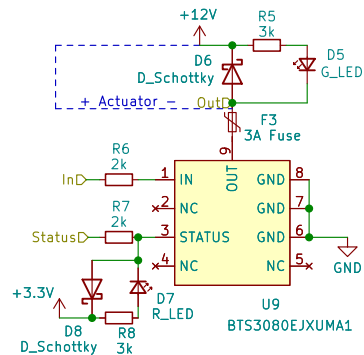 +12V
R5
3k
D6
D_Schottky
D5
G_LED
+ Actuator -
Out
F3
3A Fuse
9
OUT
R6
2k
In
1
IN
GND
8
2
NC
GND
7
R7
2k
Status
3
STATUS
GND
6
4
NC
NC
5
GND
+3.3V
D7
R_LED
D8
D_Schottky
R8
3k
U9
BTS3080EJXUMA1